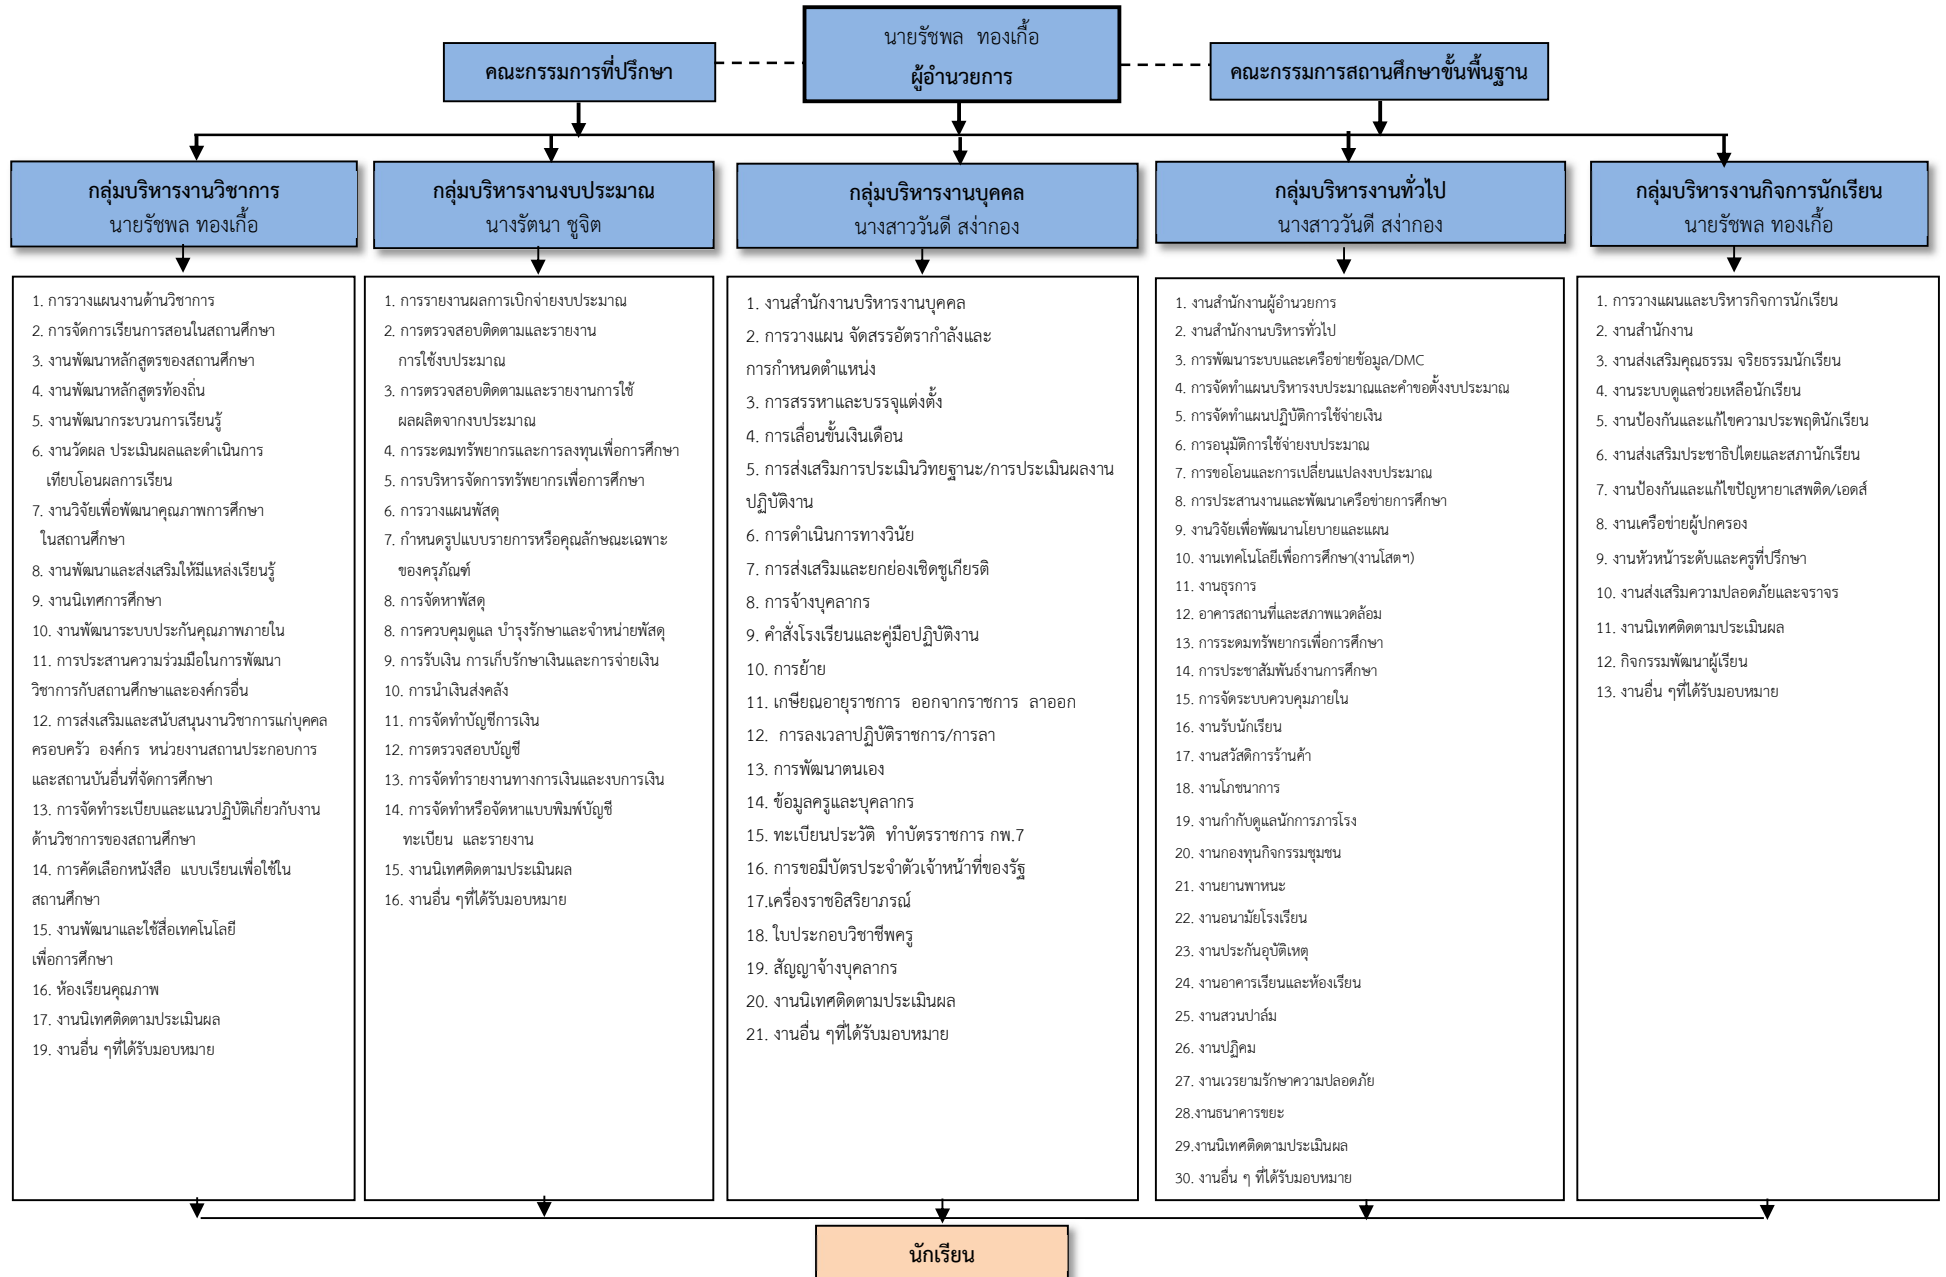 นายรัชพล  ทองเกื้อ
ผู้อำนวยการ
คณะกรรมการที่ปรึกษา
คณะกรรมการสถานศึกษาขั้นพื้นฐาน
กลุ่มบริหารงานวิชาการ
นายรัชพล ทองเกื้อ
กลุ่มบริหารงานงบประมาณ
นางรัตนา ชูจิต
กลุ่มบริหารงานบุคคล
นางสาววันดี สง่ากอง
กลุ่มบริหารงานทั่วไป
นางสาววันดี สง่ากอง
กลุ่มบริหารงานกิจการนักเรียน
นายรัชพล ทองเกื้อ
1. การวางแผนงานด้านวิชาการ
2. การจัดการเรียนการสอนในสถานศึกษา
3. งานพัฒนาหลักสูตรของสถานศึกษา
4. งานพัฒนาหลักสูตรท้องถิ่น
5. งานพัฒนากระบวนการเรียนรู้
6. งานวัดผล ประเมินผลและดำเนินการ
เทียบโอนผลการเรียน
7. งานวิจัยเพื่อพัฒนาคุณภาพการศึกษา
ในสถานศึกษา
8. งานพัฒนาและส่งเสริมให้มีแหล่งเรียนรู้
9. งานนิเทศการศึกษา
10. งานพัฒนาระบบประกันคุณภาพภายใน
11. การประสานความร่วมมือในการพัฒนา
วิชาการกับสถานศึกษาและองค์กรอื่น
12. การส่งเสริมและสนับสนุนงานวิชาการแก่บุคคล
ครอบครัว  องค์กร  หน่วยงานสถานประกอบการ
และสถานบันอื่นที่จัดการศึกษา
13. การจัดทำระเบียบและแนวปฏิบัติเกี่ยวกับงาน
ด้านวิชาการของสถานศึกษา
14. การคัดเลือกหนังสือ  แบบเรียนเพื่อใช้ใน
สถานศึกษา
15. งานพัฒนาและใช้สื่อเทคโนโลยี
เพื่อการศึกษา
16. ห้องเรียนคุณภาพ
17. งานนิเทศติดตามประเมินผล
19. งานอื่น ๆที่ได้รับมอบหมาย
1. การรายงานผลการเบิกจ่ายงบประมาณ
2. การตรวจสอบติดตามและรายงาน
การใช้งบประมาณ
3. การตรวจสอบติดตามและรายงานการใช้
ผลผลิตจากงบประมาณ
4. การระดมทรัพยากรและการลงทุนเพื่อการศึกษา
5. การบริหารจัดการทรัพยากรเพื่อการศึกษา
6. การวางแผนพัสดุ
7. กำหนดรูปแบบรายการหรือคุณลักษณะเฉพาะ
ของครุภัณฑ์
8. การจัดหาพัสดุ
8. การควบคุมดูแล บำรุงรักษาและจำหน่ายพัสดุ
9. การรับเงิน การเก็บรักษาเงินและการจ่ายเงิน
10. การนำเงินส่งคลัง
11. การจัดทำบัญชีการเงิน
12. การตรวจสอบบัญชี
13. การจัดทำรายงานทางการเงินและงบการเงิน
14. การจัดทำหรือจัดหาแบบพิมพ์บัญชี
ทะเบียน  และรายงาน
15. งานนิเทศติดตามประเมินผล
16. งานอื่น ๆที่ได้รับมอบหมาย
1. งานสำนักงานบริหารงานบุคคล
2. การวางแผน จัดสรรอัตรากำลังและ
การกำหนดตำแหน่ง
3. การสรรหาและบรรจุแต่งตั้ง
4. การเลื่อนขั้นเงินเดือน
5. การส่งเสริมการประเมินวิทยฐานะ/การประเมินผลงาน
ปฏิบัติงาน
6. การดำเนินการทางวินัย
7. การส่งเสริมและยกย่องเชิดชูเกียรติ
8. การจ้างบุคลากร
9. คำสั่งโรงเรียนและคู่มือปฏิบัติงาน
10. การย้าย
11. เกษียณอายุราชการ  ออกจากราชการ  ลาออก
12.  การลงเวลาปฏิบัติราชการ/การลา
13. การพัฒนาตนเอง
14. ข้อมูลครูและบุคลากร
15. ทะเบียนประวัติ  ทำบัตรราชการ กพ.7
16. การขอมีบัตรประจำตัวเจ้าหน้าที่ของรัฐ
17.เครื่องราชอิสริยาภรณ์
18. ใบประกอบวิชาชีพครู
19. สัญญาจ้างบุคลากร
20. งานนิเทศติดตามประเมินผล
21. งานอื่น ๆที่ได้รับมอบหมาย
1. งานสำนักงานผู้อำนวยการ
2. งานสำนักงานบริหารทั่วไป
3. การพัฒนาระบบและเครือข่ายข้อมูล/DMC
4. การจัดทำแผนบริหารงบประมาณและคำขอตั้งงบประมาณ
5. การจัดทำแผนปฏิบัติการใช้จ่ายเงิน
6. การอนุมัติการใช้จ่ายงบประมาณ
7. การขอโอนและการเปลี่ยนแปลงงบประมาณ
8. การประสานงานและพัฒนาเครือข่ายการศึกษา
9. งานวิจัยเพื่อพัฒนานโยบายและแผน
10. งานเทคโนโลยีเพื่อการศึกษา(งานโสตฯ)
11. งานธุรการ
12. อาคารสถานที่และสภาพแวดล้อม
13. การระดมทรัพยากรเพื่อการศึกษา
14. การประชาสัมพันธ์งานการศึกษา
15. การจัดระบบควบคุมภายใน
16. งานรับนักเรียน
17. งานสวัสดิการร้านค้า
18. งานโภชนาการ
19. งานกำกับดูแลนักการภารโรง
20. งานกองทุนกิจกรรมชุมชน
21. งานยานพาหนะ
22. งานอนามัยโรงเรียน
23. งานประกันอุบัติเหตุ
24. งานอาคารเรียนและห้องเรียน
25. งานสวนปาล์ม
26. งานปฏิคม
27. งานเวรยามรักษาความปลอดภัย
28.งานธนาคารขยะ
29.งานนิเทศติดตามประเมินผล
30. งานอื่น ๆ ที่ได้รับมอบหมาย
1. การวางแผนและบริหารกิจการนักเรียน
2. งานสำนักงาน
3. งานส่งเสริมคุณธรรม จริยธรรมนักเรียน
4. งานระบบดูแลช่วยเหลือนักเรียน
5. งานป้องกันและแก้ไขความประพฤตินักเรียน
6. งานส่งเสริมประชาธิปไตยและสภานักเรียน
7. งานป้องกันและแก้ไขปัญหายาเสพติด/เอดส์
8. งานเครือข่ายผู้ปกครอง
9. งานหัวหน้าระดับและครูที่ปรึกษา
10. งานส่งเสริมความปลอดภัยและจราจร
11. งานนิเทศติดตามประเมินผล
12. กิจกรรมพัฒนาผู้เรียน
13. งานอื่น ๆที่ได้รับมอบหมาย
นักเรียน